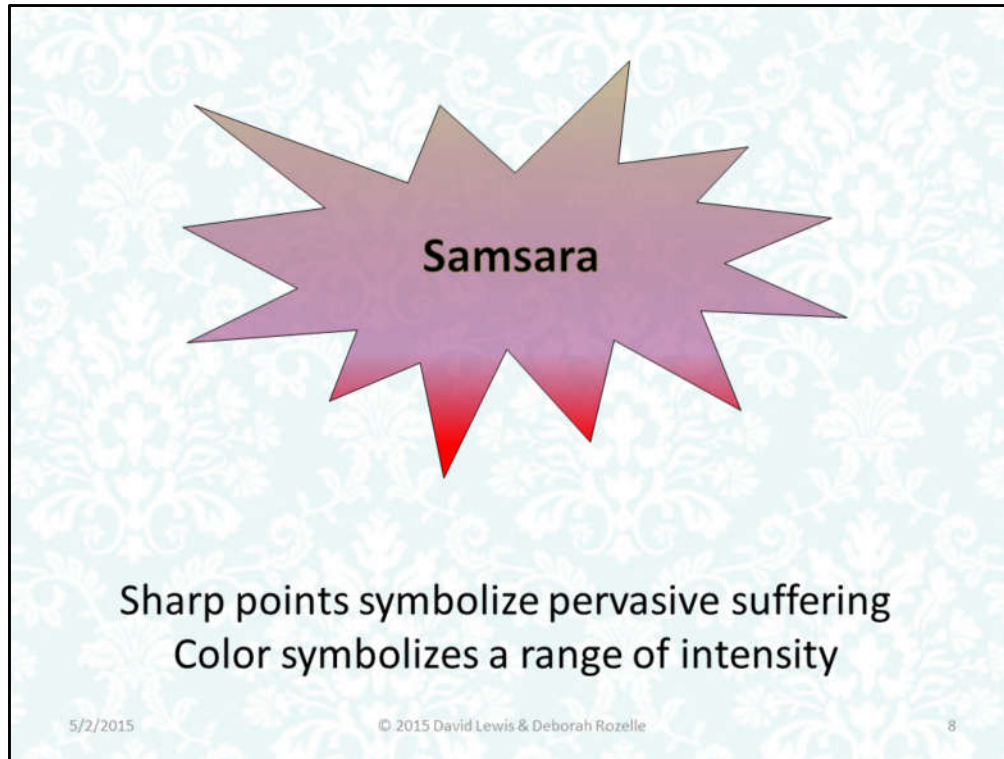 Samsara
Sharp points symbolize pervasive suffering
Color symbolizes a range of intensity
5/2/2015 © 2015 David Lewis & Deborah Rozelle 8